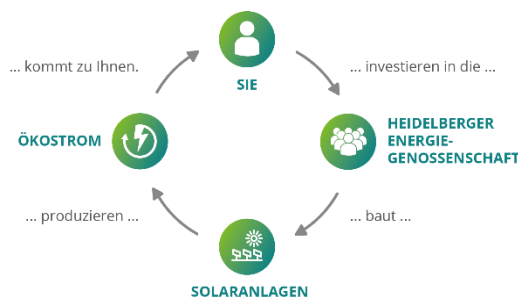 ... kommt zu Ihnen.
SIE
... investieren in die ...
ÖKOSTROM
HEIDELBERGER
ENERGIE-
GENOSSENSCHAFT
... produzieren ...
... baut ...
SOLARANLAGEN